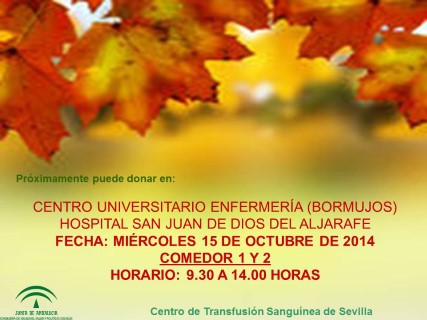 Próximamente puede donar en:
CENTRO UNIVERSITARIO ENFERMERÍA (BORMUJOS)
HOSPITAL SAN JUAN DE DIOS DEL ALJARAFE
FECHA: MIÉRCOLES 15 DE OCTUBRE DE 2014
COMEDOR 1 Y 2
HORARIO: 9.30 A 14.00 HORAS
JUNTA DE ANDALUCIA
Centro de Transfusión Sanguínea de Sevilla